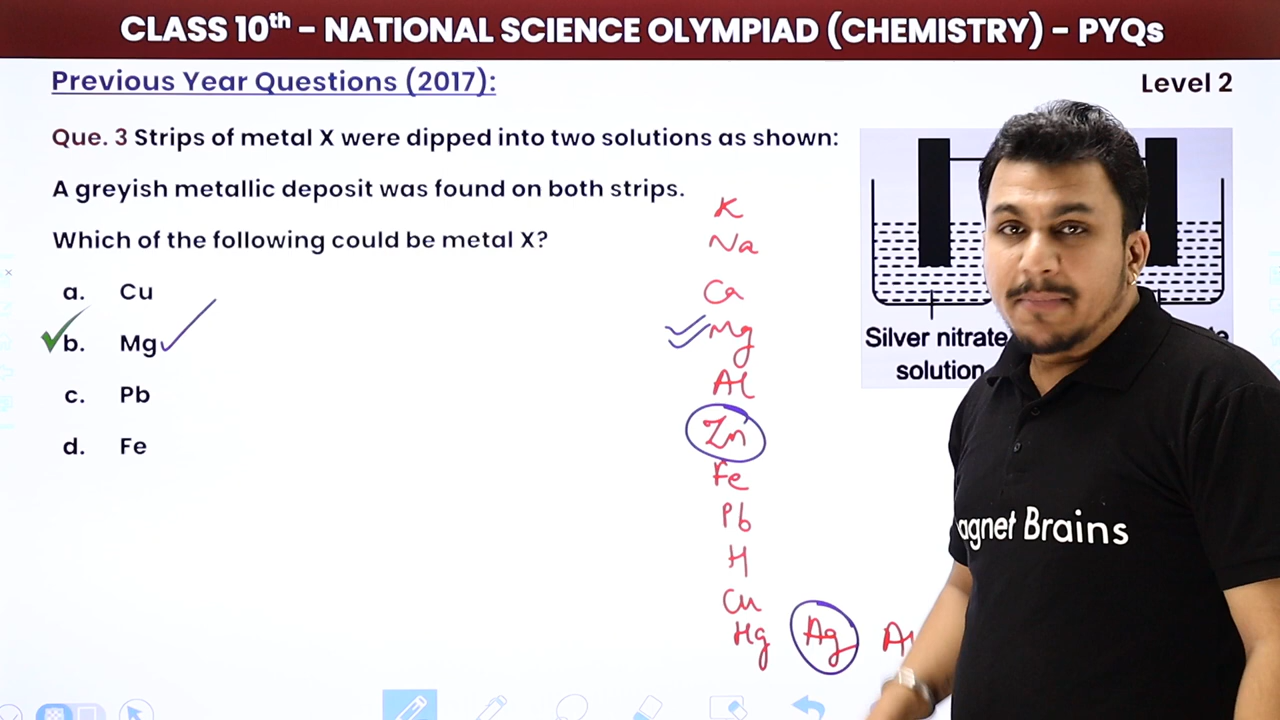 CLASS 10th – NATIONAL SCIENCE OLYMPIAD (CHEMISTRY) – PYQs
Previous Year Questions (2017):
Level 2
Que. 3 Strips of metal X were dipped into two solutions as shown:
A greyish metallic deposit was found on both strips.
Which of the following could be metal X?
a. Cu
b. Mg
c. Pb
d. Fe
K
Na
Ca
Mg
Al
Zn
Fe
Pb
H
Cu
Hg Ag
Silver nitrate
solution
agnet Brains